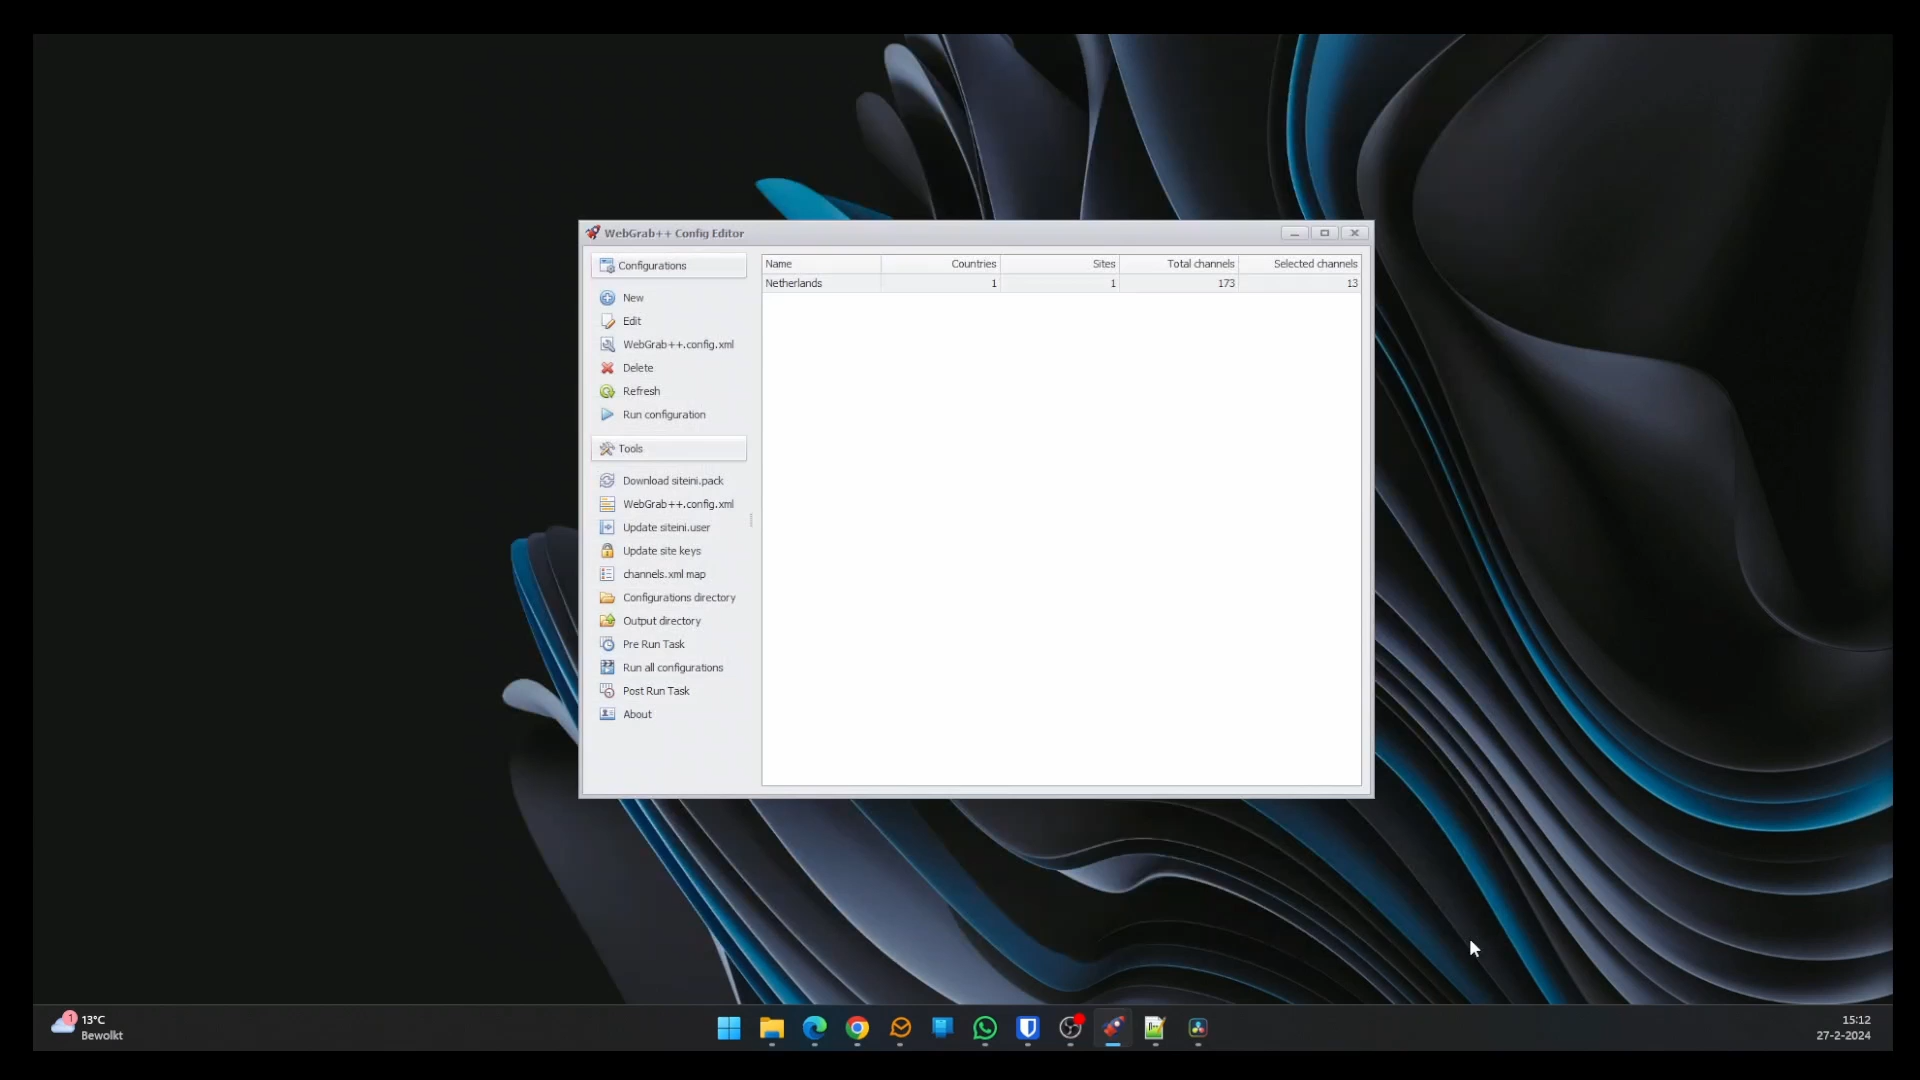 WebGrab++ Config Editor
Configurations
New
Edit
WebGrab++.config.xml
Delete
Refresh
Run configuration
Tools
Download siteini.pack
WebGrab++.config.xml
Update siteini.user
Update site keys
channels.xml map
Configurations directory
Output directory
Pre Run Task
Run all configurations
Post Run Task
About
Name Countries Sites Total channels Selected channels
Netherlands 1 1 173 13
1
13°C
Bewolkt
15:12
27-2-2024